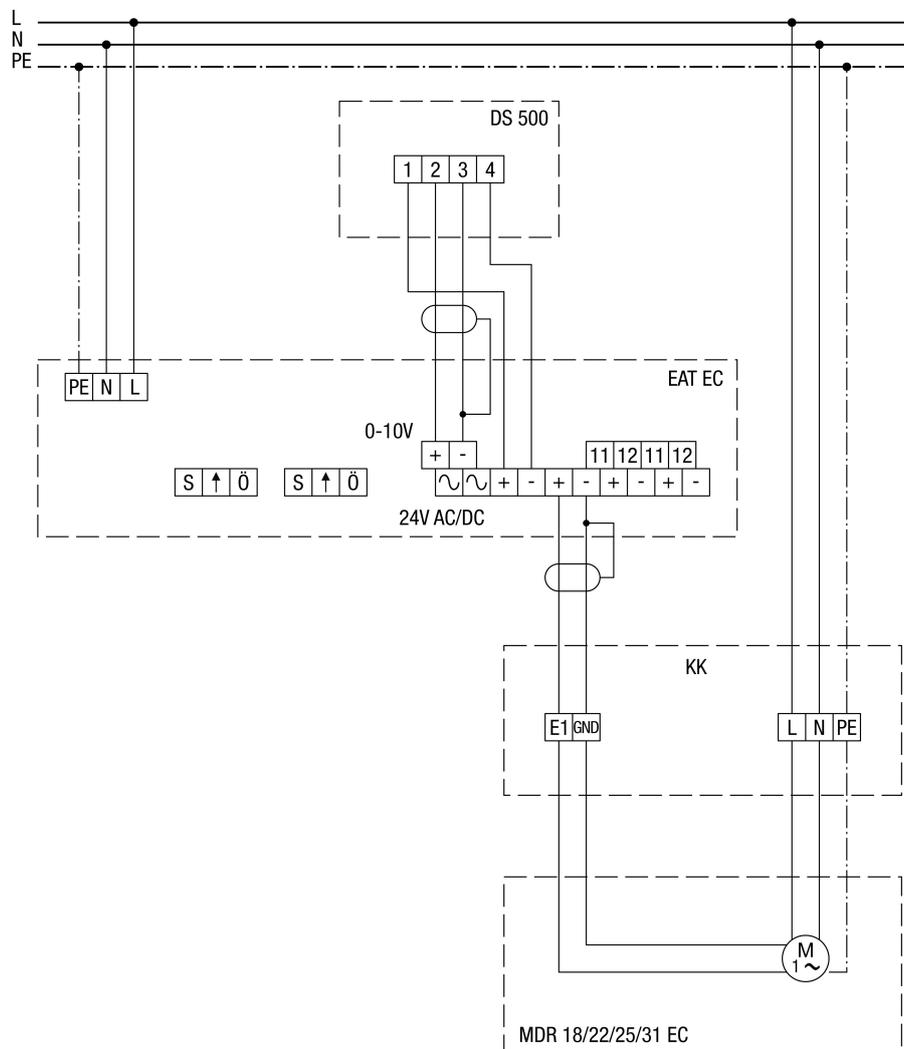 L
N
PE
DS 500
1 2 3 4
EAT EC
PE N L
0-10V
+ -
11 12 11 12
S ↑ Ö S ↑ Ö
∿ ∿ + - + - + - + -
24V AC/DC
KK
E1 GND L N PE
M
1~
MDR 18/22/25/31 EC